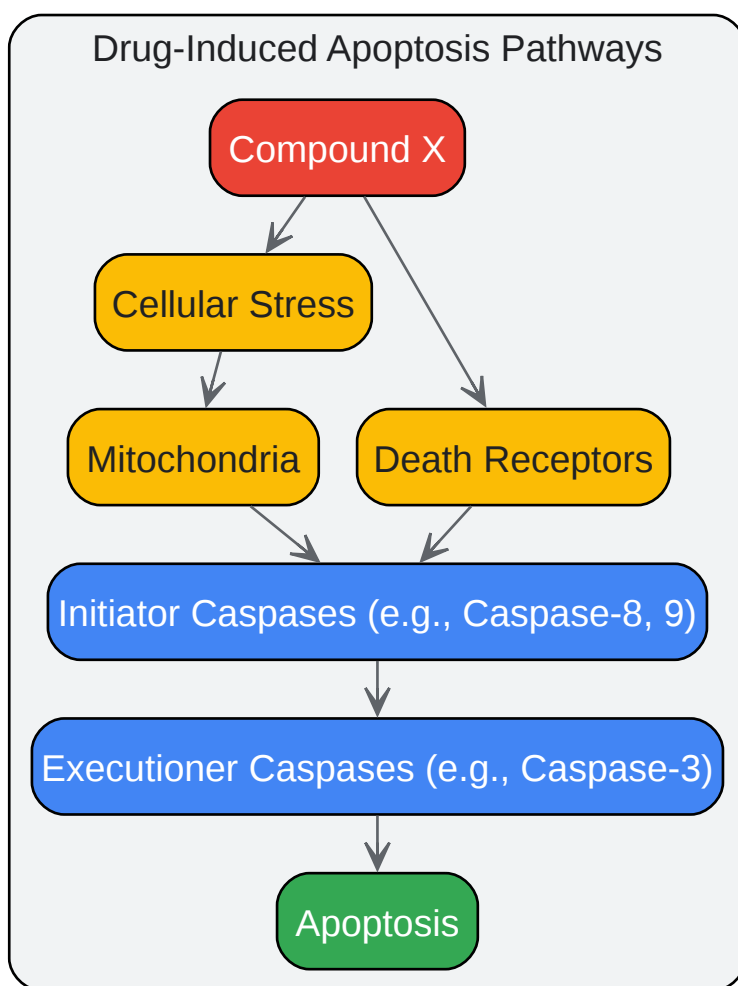 Drug-Induced Apoptosis Pathways
Compound X
Cellular Stress
Mitochondria
Death Receptors
Initiator Caspases (e.g., Caspase-8, 9)
Executioner Caspases (e.g., Caspase-3)
Apoptosis